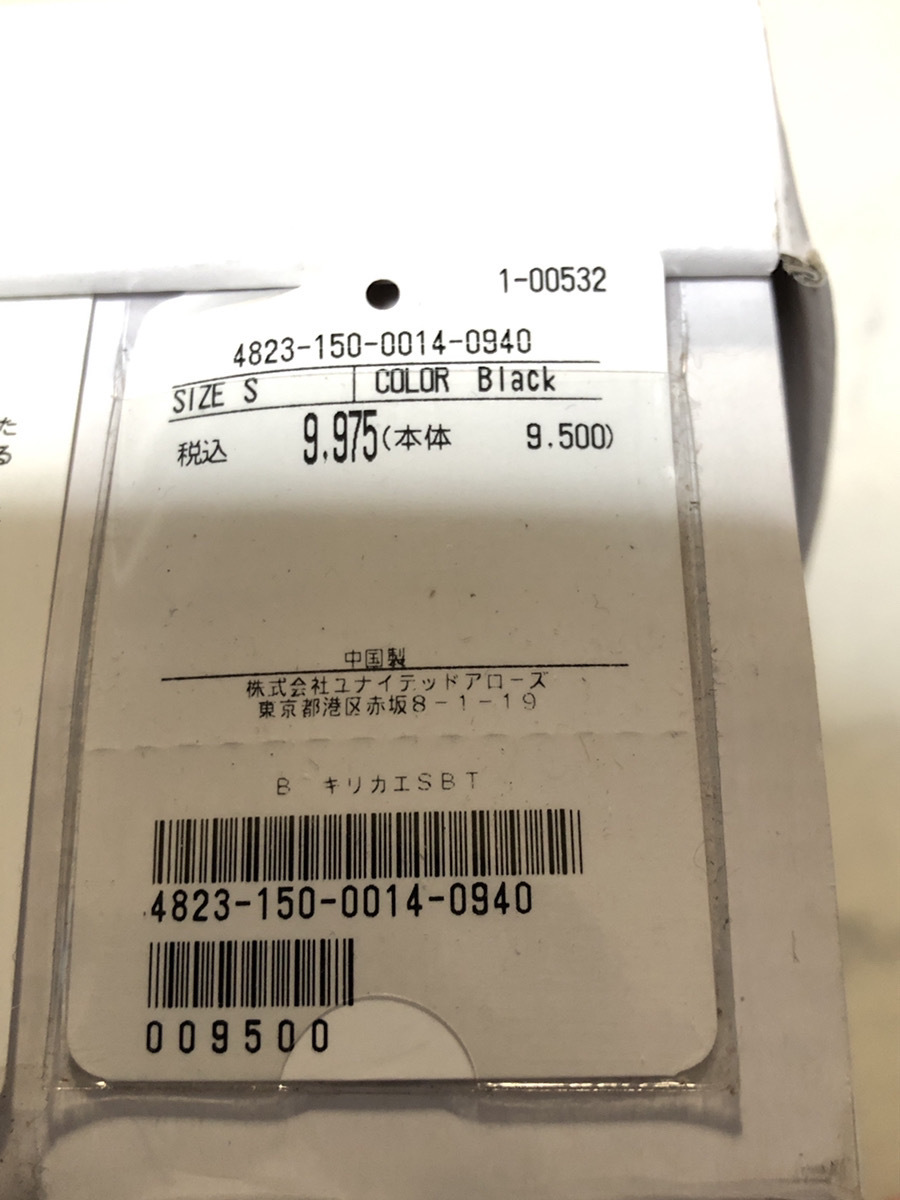 1-00532
4823-150-0014-0940
SIZE S COLOR Black
税込 9.975(本体 9.500)
た
る
中国製
株式会社ユナイテッドアローズ
東京都港区赤坂8-1-19
B キリカエSBT
4823-150-0014-0940
009500